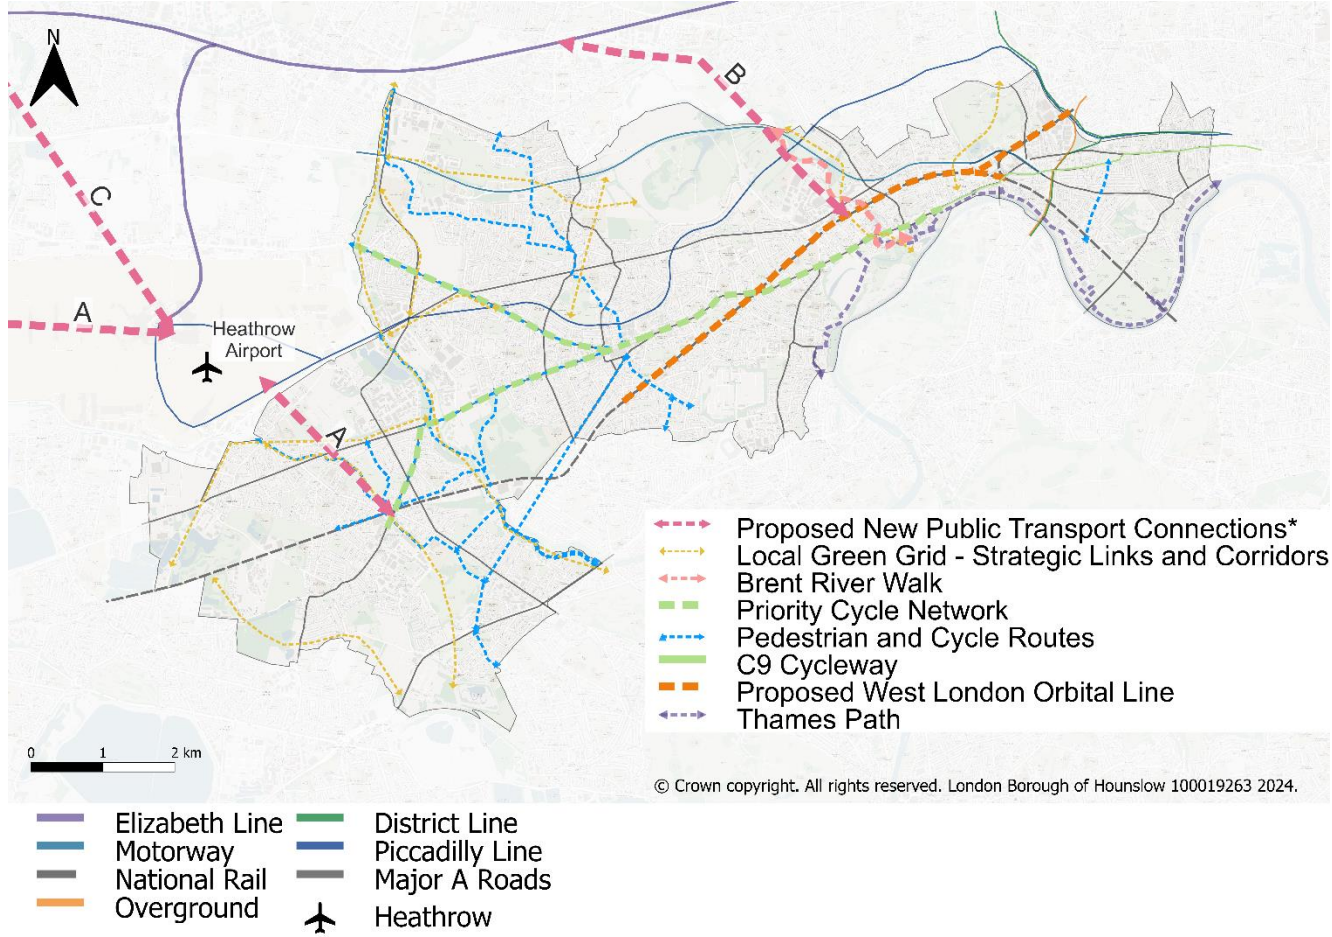 N
B
C
A
Heathrow
Airport
A
Proposed New Public Transport Connections*
Local Green Grid - Strategic Links and Corridors
Brent River Walk
Priority Cycle Network
Pedestrian and Cycle Routes
C9 Cycleway
Proposed West London Orbital Line
Thames Path
0 1 2 km
© Crown copyright. All rights reserved. London Borough of Hounslow 100019263 2024.
Elizabeth Line District Line
Motorway Piccadilly Line
National Rail Major A Roads
Overground Heathrow